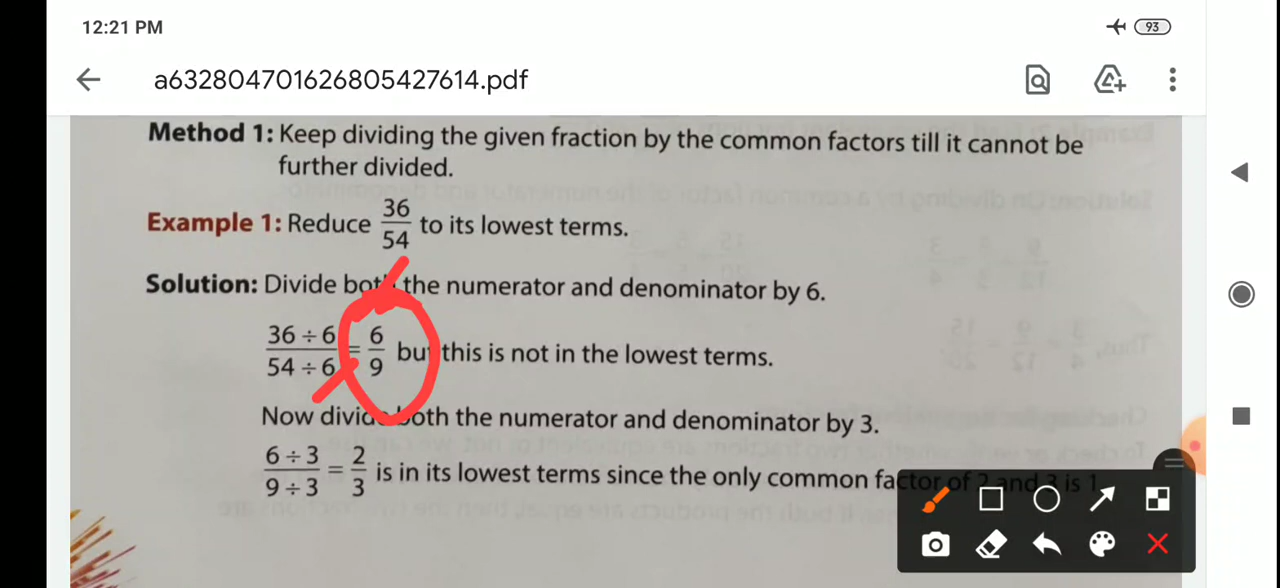 12:21 PM
93
a632804701626805427614.pdf
Method 1: Keep dividing the given fraction by the common factors till it cannot be
further divided.
Example 1: Reduce 36/54 to its lowest terms.
Solution: Divide both the numerator and denominator by 6.
36 ÷ 6 / 54 ÷ 6 = 6/9 but this is not in the lowest terms.
Now divide both the numerator and denominator by 3.
6 ÷ 3 / 9 ÷ 3 = 2/3 is in its lowest terms since the only common factor of 2 and 3 is 1.